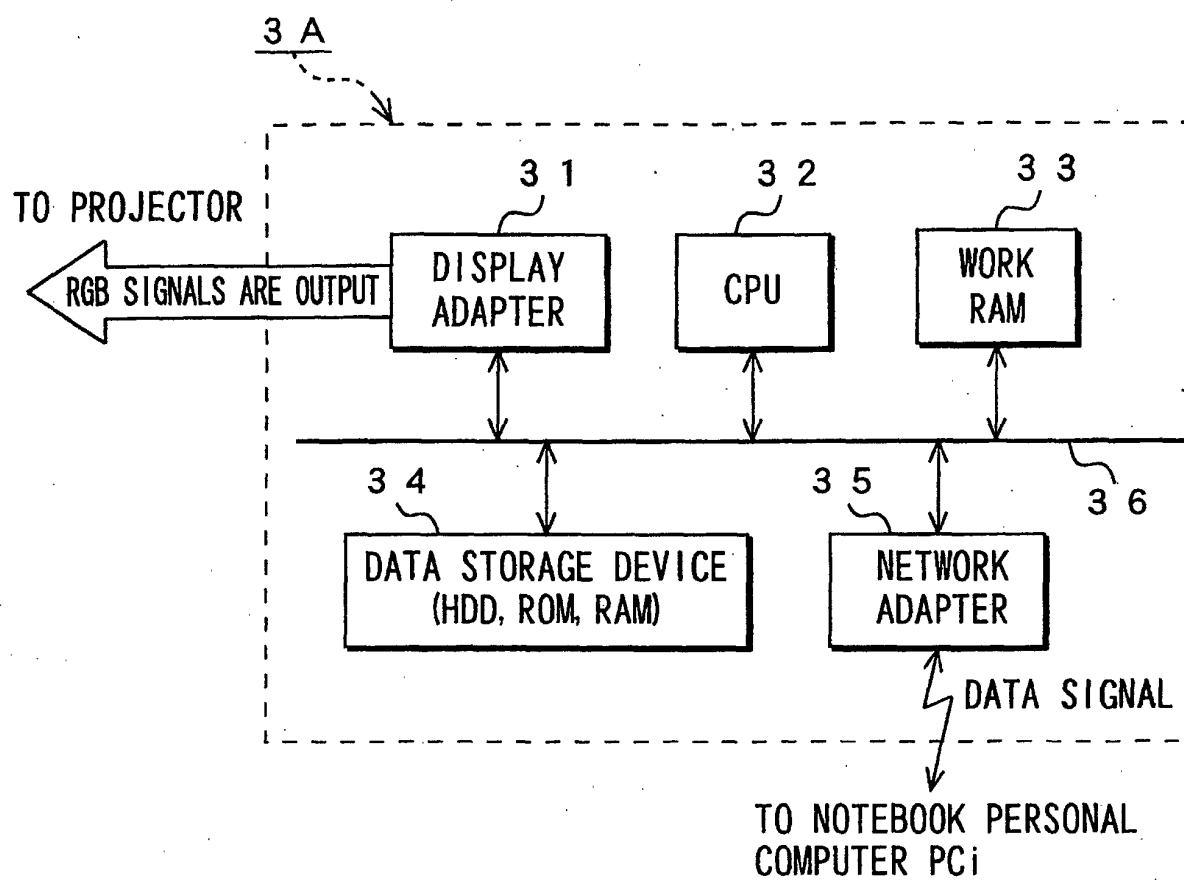 3 A
TO PROJECTOR
3 1
3 2
3 3
RGB SIGNALS ARE OUTPUT
DISPLAY
ADAPTER
CPU
WORK
RAM
3 4
3 5
3 6
DATA STORAGE DEVICE
(HDD, ROM, RAM)
NETWORK
ADAPTER
DATA SIGNAL
TO NOTEBOOK PERSONAL
COMPUTER PCi